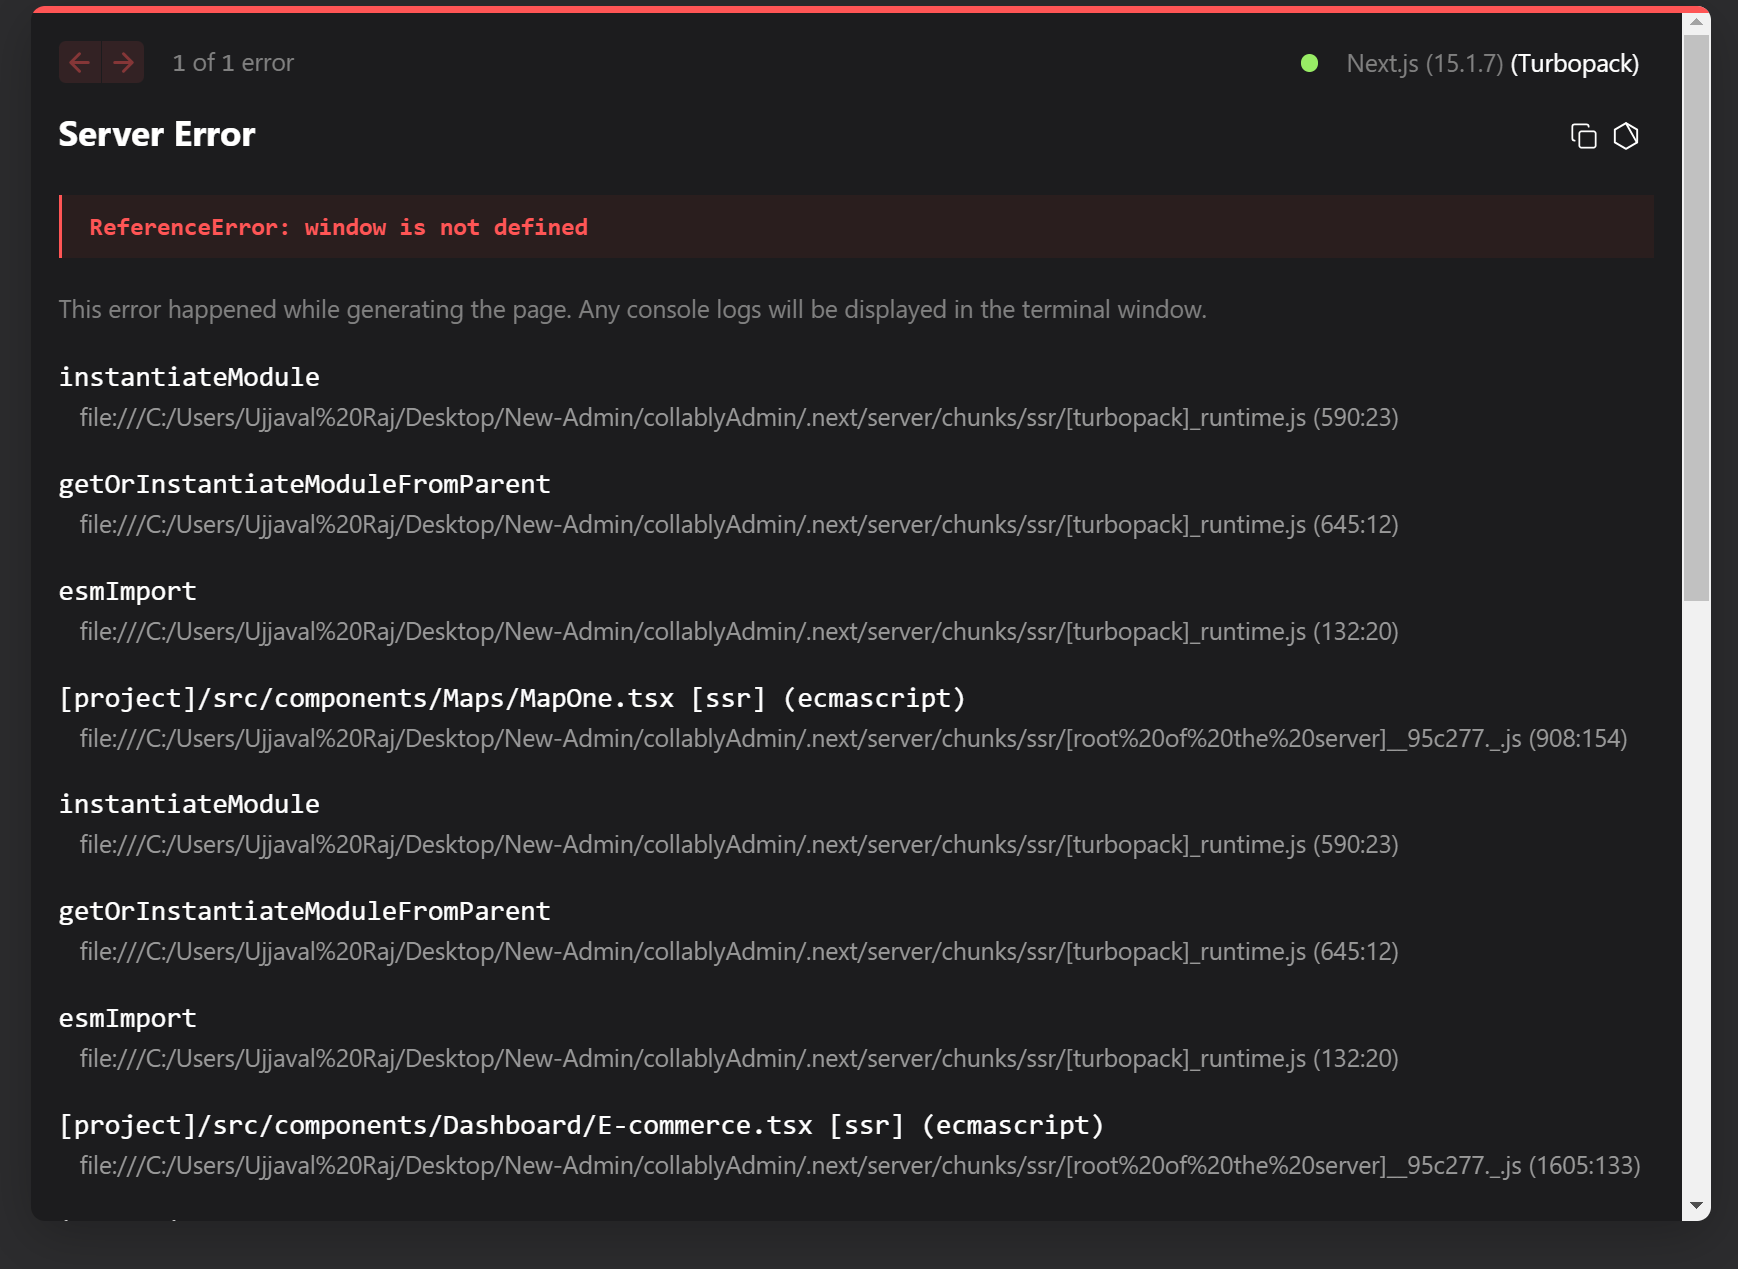 1 of 1 error
Next.js (15.1.7) (Turbopack)
Server Error
ReferenceError: window is not defined
This error happened while generating the page. Any console logs will be displayed in the terminal window.
instantiateModule
file:///C:/Users/Ujjaval%20Raj/Desktop/New-Admin/collablyAdmin/.next/server/chunks/ssr/[turbopack]_runtime.js (590:23)
getOrInstantiateModuleFromParent
file:///C:/Users/Ujjaval%20Raj/Desktop/New-Admin/collablyAdmin/.next/server/chunks/ssr/[turbopack]_runtime.js (645:12)
esmImport
file:///C:/Users/Ujjaval%20Raj/Desktop/New-Admin/collablyAdmin/.next/server/chunks/ssr/[turbopack]_runtime.js (132:20)
[project]/src/components/Maps/MapOne.tsx [ssr] (ecmascript)
file:///C:/Users/Ujjaval%20Raj/Desktop/New-Admin/collablyAdmin/.next/server/chunks/ssr/[root%20of%20the%20server]__95c277._.js (908:154)
instantiateModule
file:///C:/Users/Ujjaval%20Raj/Desktop/New-Admin/collablyAdmin/.next/server/chunks/ssr/[turbopack]_runtime.js (590:23)
getOrInstantiateModuleFromParent
file:///C:/Users/Ujjaval%20Raj/Desktop/New-Admin/collablyAdmin/.next/server/chunks/ssr/[turbopack]_runtime.js (645:12)
esmImport
file:///C:/Users/Ujjaval%20Raj/Desktop/New-Admin/collablyAdmin/.next/server/chunks/ssr/[turbopack]_runtime.js (132:20)
[project]/src/components/Dashboard/E-commerce.tsx [ssr] (ecmascript)
file:///C:/Users/Ujjaval%20Raj/Desktop/New-Admin/collablyAdmin/.next/server/chunks/ssr/[root%20of%20the%20server]__95c277._.js (1605:133)